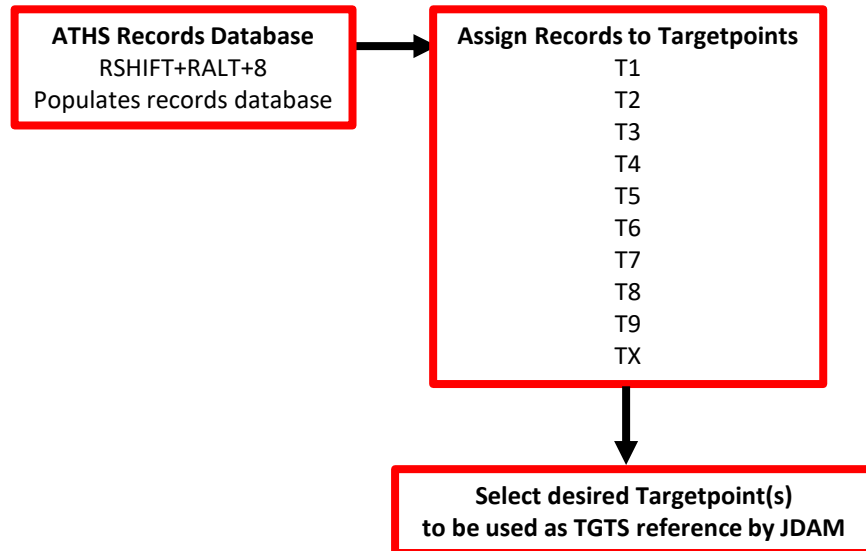 ATHS Records Database
RSHIFT+RALT+8
Populates records database
Assign Records to Targetpoints
T1
T2
T3
T4
T5
T6
T7
T8
T9
TX
Select desired Targetpoint(s)
to be used as TGTS reference by JDAM